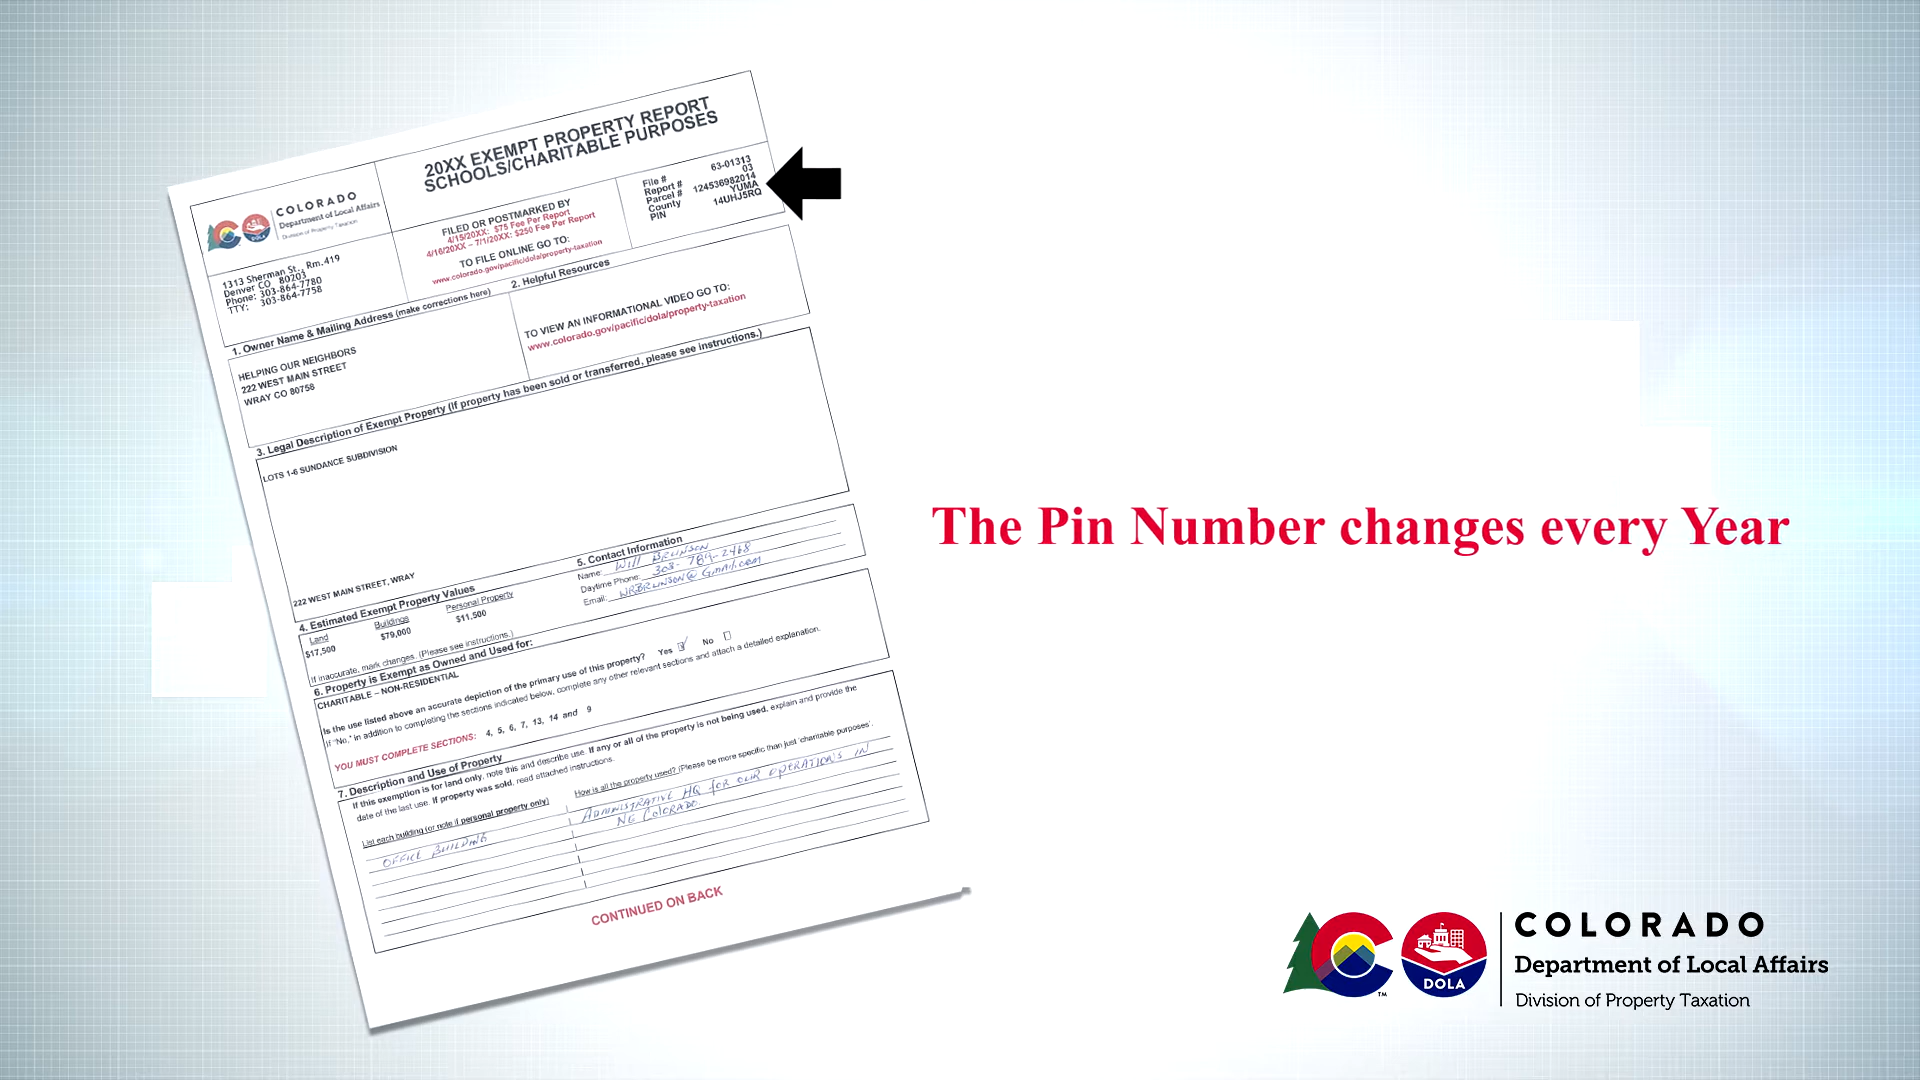 20XX EXEMPT PROPERTY REPORT
SCHOOLS/CHARITABLE PURPOSES
COLORADO
Department of Local Affairs
Division of Property Taxation
DOLA
1313 Sherman St., Rm.419
Denver CO 80203
Phone: 303-864-7780
TTY: 303-864-7758
FILED OR POSTMARKED BY
4/15/20XX: $75 Fee Per Report
4/16/20XX – 7/1/20XX: $250 Fee Per Report
TO FILE ONLINE GO TO:
www.colorado.gov/pacific/dola/property-taxation
File # 63-01313
Report # 03
Parcel # 124536982014
County YUMA
PIN 14UHJ5RQ
1. Owner Name & Mailing Address (make corrections here)
HELPING OUR NEIGHBORS
222 WEST MAIN STREET
WRAY CO 80758
2. Helpful Resources
TO VIEW AN INFORMATIONAL VIDEO GO TO:
www.colorado.gov/pacific/dola/property-taxation
3. Legal Description of Exempt Property (If property has been sold or transferred, please see instructions.)
LOTS 1-6 SUNDANCE SUBDIVISION
222 WEST MAIN STREET, WRAY
4. Estimated Exempt Property Values
Land Buildings Personal Property
$17,500 $79,000 $11,500
If inaccurate, mark changes. (Please see instructions.)
5. Contact Information
Name: Will Brunson
Daytime Phone: 303-789-2468
Email: WRBrunson@Gmail.com
6. Property is Exempt as Owned and Used for:
CHARITABLE – NON-RESIDENTIAL
Is the use listed above an accurate depiction of the primary use of this property? Yes No
If "No," in addition to completing the sections indicated below, complete any other relevant sections and attach a detailed explanation.
YOU MUST COMPLETE SECTIONS: 4, 5, 6, 7, 13, 14 and 9
7. Description and Use of Property
If this exemption is for land only, note this and describe use. If any or all of the property is not being used, explain and provide the
date of the last use. If property was sold, read attached instructions.
List each building (or note if personal property only)
How is all the property used? (Please be more specific than just 'charitable purposes'.
OFFICE BUILDING
ADMINISTRATIVE HQ for OUR OPERATIONS IN
NE COLORADO
CONTINUED ON BACK
The Pin Number changes every Year
DOLA
TM
COLORADO
Department of Local Affairs
Division of Property Taxation